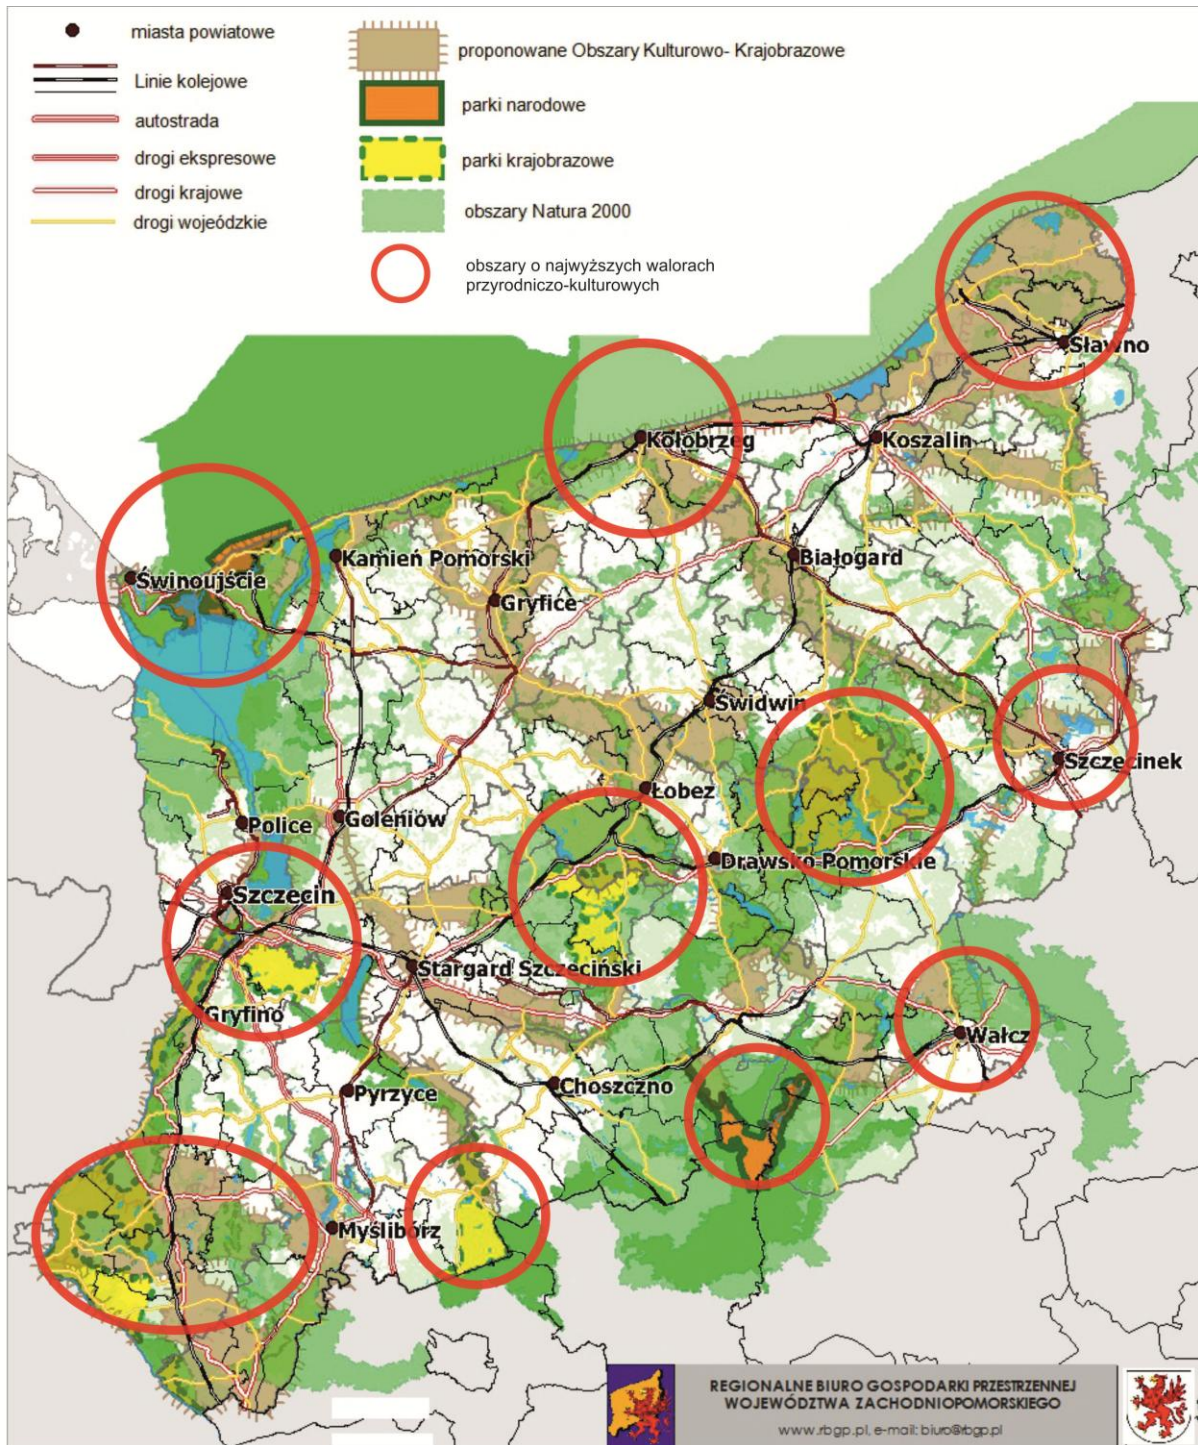 miasta powiatowe
Linie kolejowe
autostrada
drogi ekspresowe
drogi krajowe
drogi wojeódzkie
proponowane Obszary Kulturowo- Krajobrazowe
parki narodowe
parki krajobrazowe
obszary Natura 2000
obszary o najwyższych walorach
przyrodniczo-kulturowych
Sławno
Kołobrzeg
Koszalin
Świnoujście
Kamień Pomorski
Białogard
Gryfice
Świdwin
Szczecinek
Łobez
Police
Goleniów
Drawsko Pomorskie
Szczecin
Stargard Szczeciński
Gryfino
Wałcz
Pyrzyce
Choszczno
Myślibórz
REGIONALNE BIURO GOSPODARKI PRZESTRZENNEJ
WOJEWÓDZTWA ZACHODNIOPOMORSKIEGO
www.rbgp.pl, e-mail: biuro@rbgp.pl